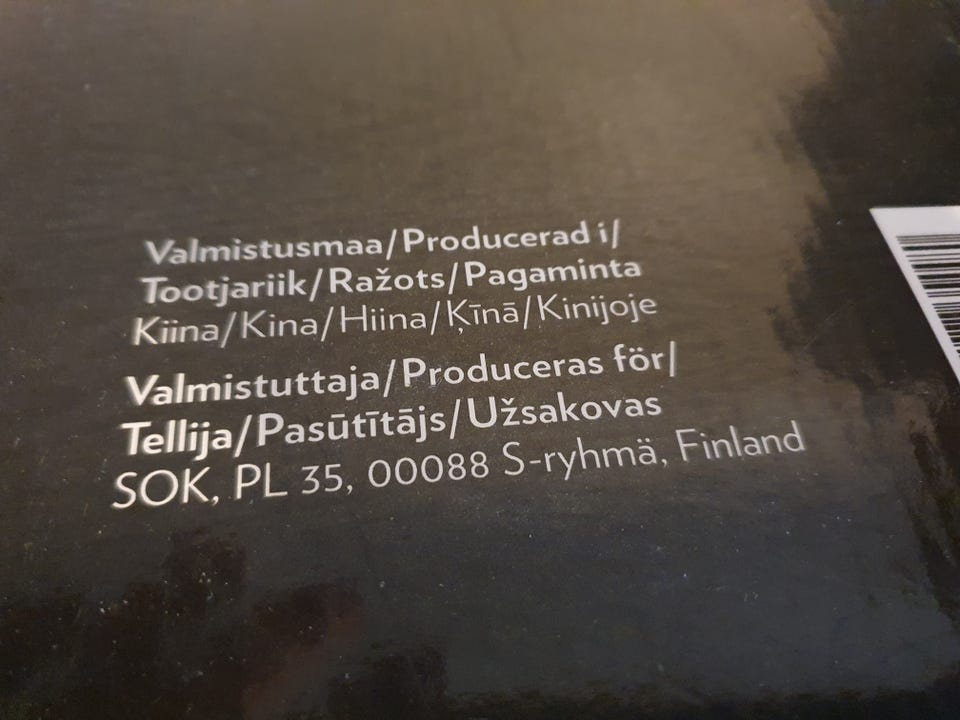 Valmistusmaa/Producerad i/
Tootjariik/Ražots/Pagaminta
Kiina/Kina/Hiina/Ķīnā/Kinijoje
Valmistuttaja/Produceras för/
Tellija/Pasūtītājs/Užsakovas
SOK, PL 35, 00088 S-ryhmä, Finland